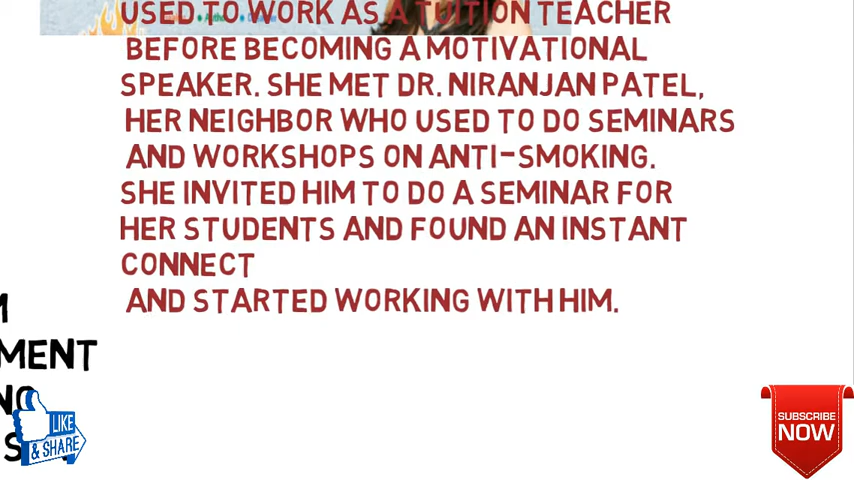 USED TO WORK AS A TUITION TEACHER
BEFORE BECOMING A MOTIVATIONAL
SPEAKER. SHE MET DR. NIRANJAN PATEL,
HER NEIGHBOR WHO USED TO DO SEMINARS
AND WORKSHOPS ON ANTI-SMOKING.
SHE INVITED HIM TO DO A SEMINAR FOR
HER STUDENTS AND FOUND AN INSTANT
CONNECT
AND STARTED WORKING WITH HIM.
MENT
LIKE
& SHARE
SUBSCRIBE
NOW